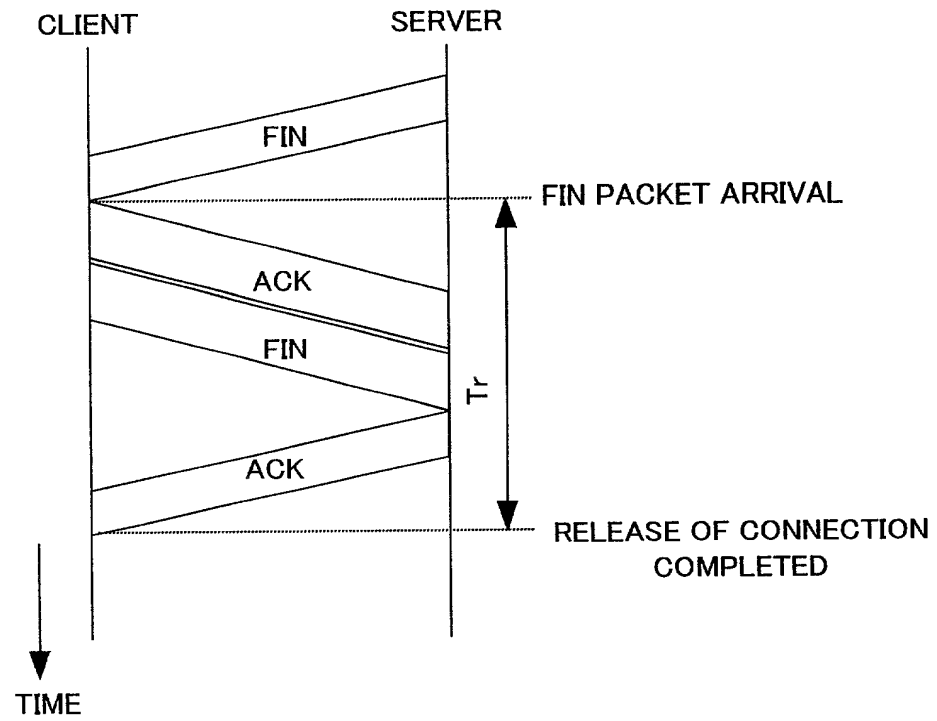 CLIENT
SERVER
FIN
FIN PACKET ARRIVAL
ACK
FIN
Tr
ACK
RELEASE OF CONNECTION
COMPLETED
TIME